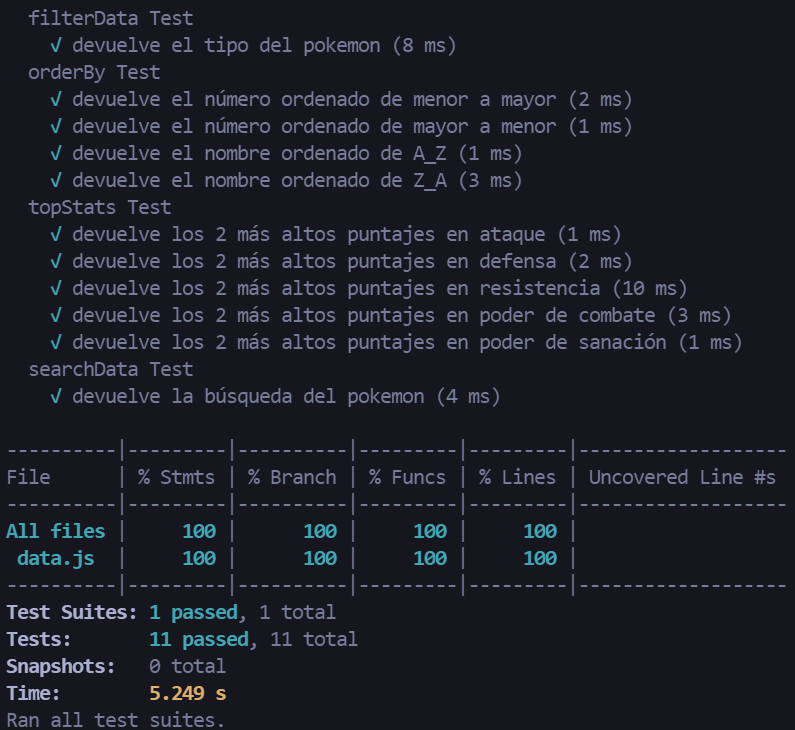 filterData Test
√ devuelve el tipo del pokemon (8 ms)
orderBy Test
√ devuelve el número ordenado de menor a mayor (2 ms)
√ devuelve el número ordenado de mayor a menor (1 ms)
√ devuelve el nombre ordenado de A_Z (1 ms)
√ devuelve el nombre ordenado de Z_A (3 ms)
topStats Test
√ devuelve los 2 más altos puntajes en ataque (1 ms)
√ devuelve los 2 más altos puntajes en defensa (2 ms)
√ devuelve los 2 más altos puntajes en resistencia (10 ms)
√ devuelve los 2 más altos puntajes en poder de combate (3 ms)
√ devuelve los 2 más altos puntajes en poder de sanación (1 ms)
searchData Test
√ devuelve la búsqueda del pokemon (4 ms)
----------|---------|----------|---------|---------|-------------------
File      | % Stmts | % Branch | % Funcs | % Lines | Uncovered Line #s
----------|---------|----------|---------|---------|-------------------
All files |     100 |      100 |     100 |     100 |
 data.js  |     100 |      100 |     100 |     100 |
----------|---------|----------|---------|---------|-------------------
Test Suites: 1 passed, 1 total
Tests:       11 passed, 11 total
Snapshots:   0 total
Time:        5.249 s
Ran all test suites.